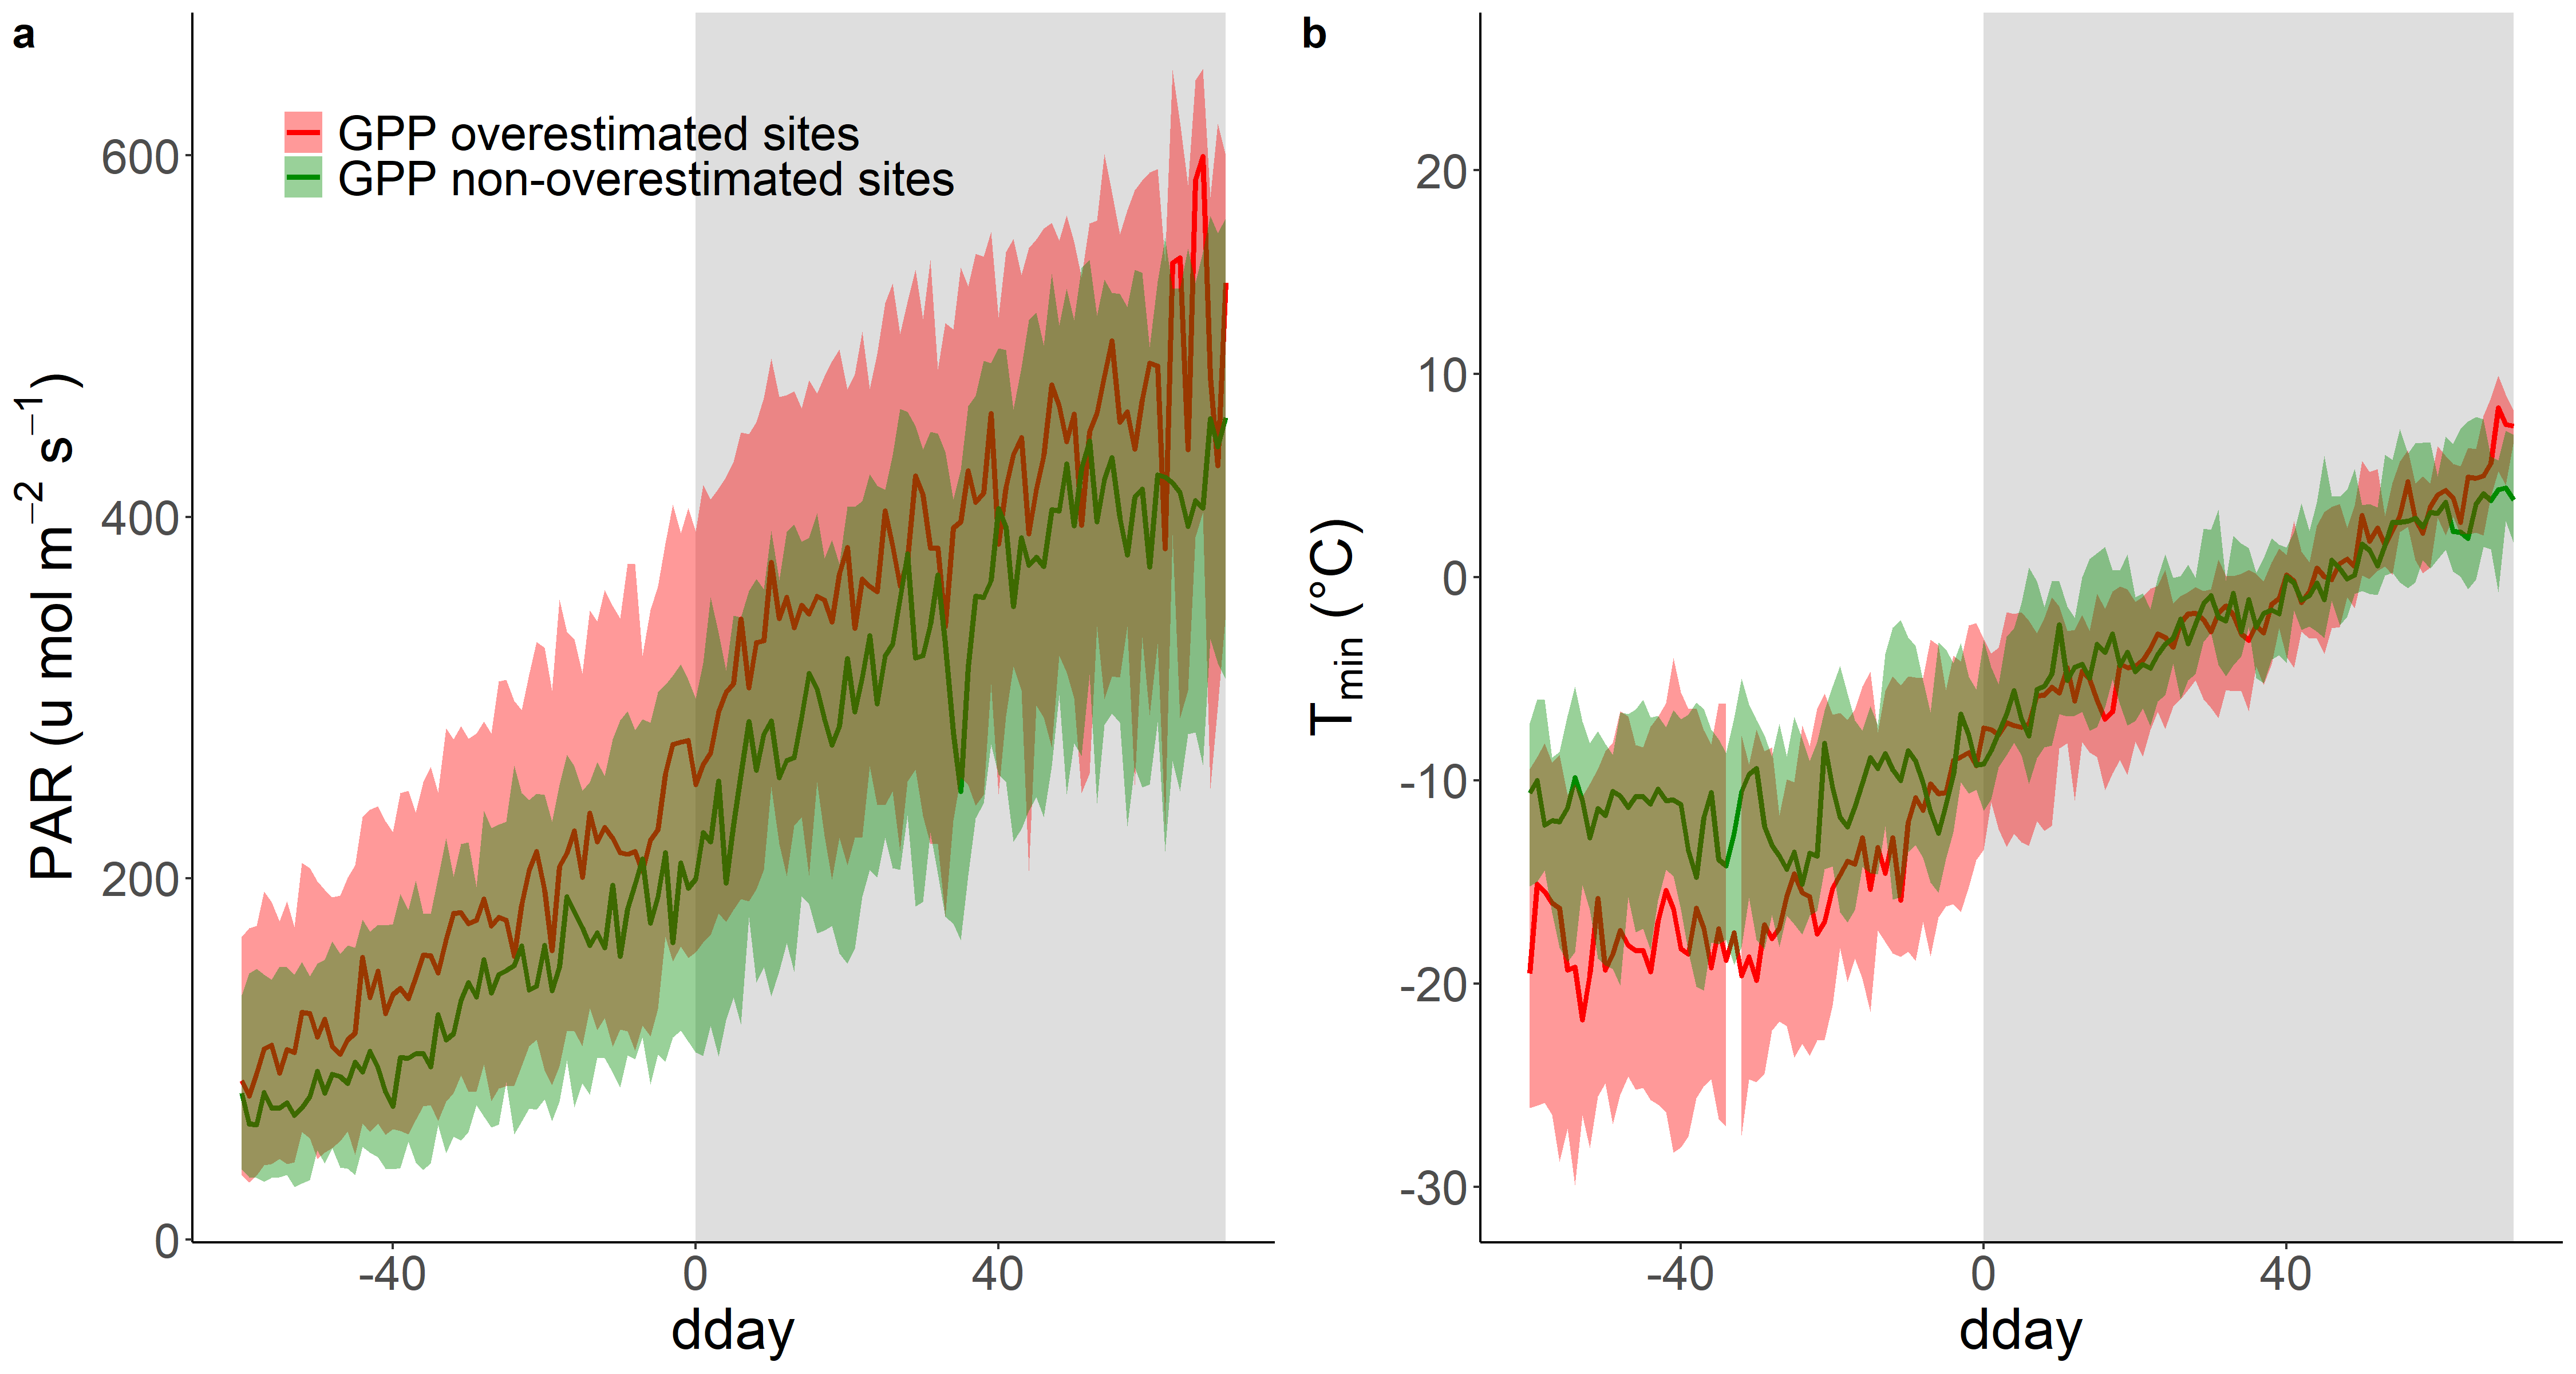 a
GPP overestimated sites
GPP non-overestimated sites
600
400
200
0
PAR (u mol m⁻² s⁻¹)
-40 0 40
dday
b
20
10
0
-10
-20
-30
Tmin (°C)
-40 0 40
dday